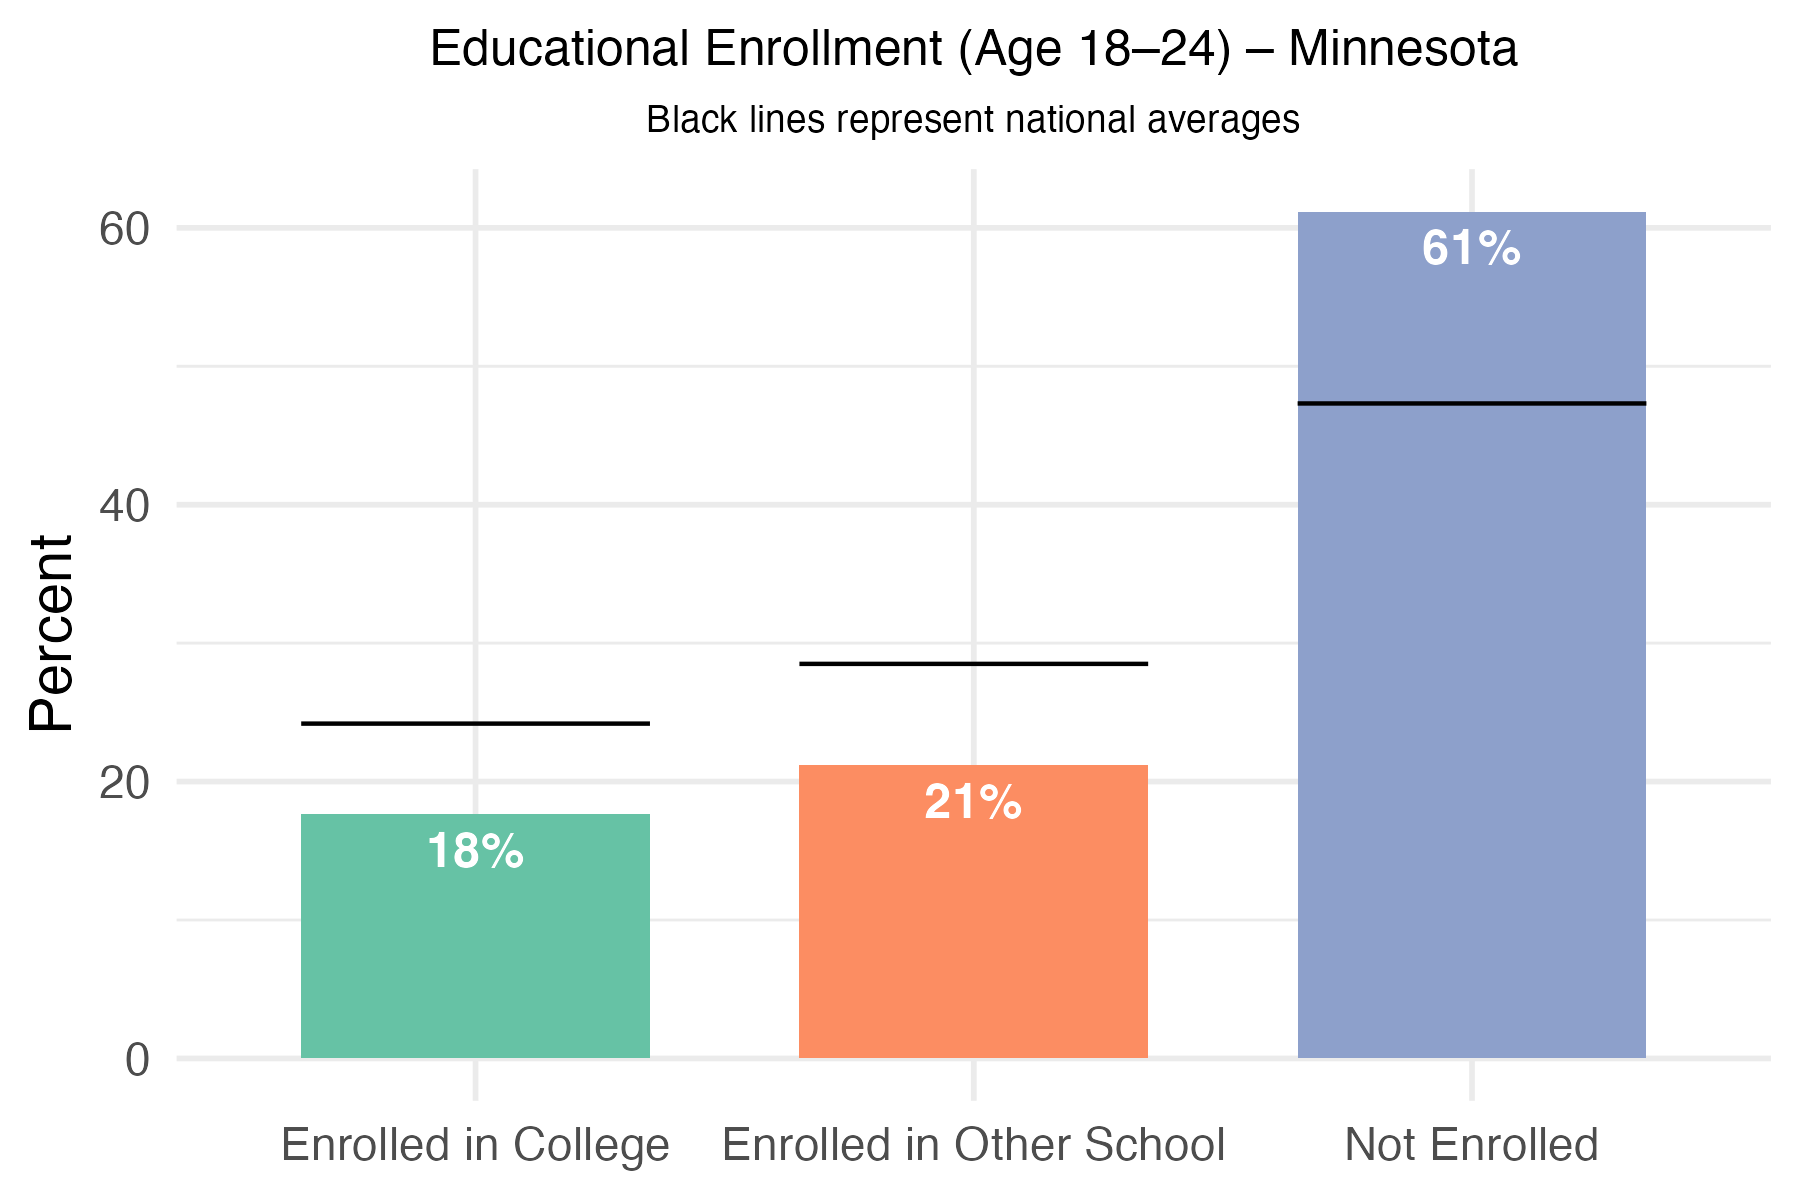 Educational Enrollment (Age 18–24) – Minnesota
Black lines represent national averages
Percent
60
40
20
0
61%
21%
18%
Enrolled in College
Enrolled in Other School
Not Enrolled